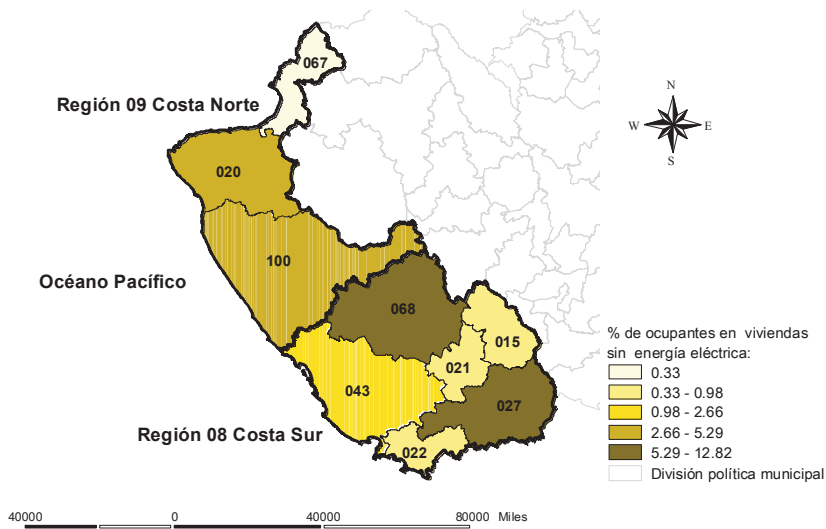 067
Región 09 Costa Norte
N
W
E
S
020
100
Océano Pacífico
068
015
021
043
027
022
Región 08 Costa Sur
% de ocupantes en viviendas
sin energía eléctrica:
0.33
0.33 - 0.98
0.98 - 2.66
2.66 - 5.29
5.29 - 12.82
División política municipal
40000 0 40000 80000 Miles